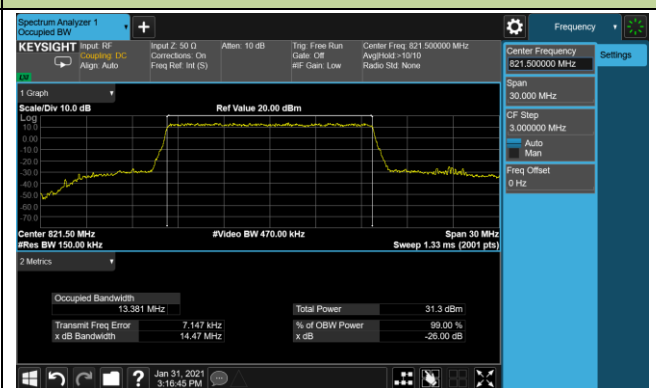 Spectrum Analyzer 1
Occupied BW
Frequency
KEYSIGHT
Input: RF
Coupling: DC
Align: Auto
Input Z: 50 Ω
Corrections: On
Freq Ref: Int (S)
Atten: 10 dB
Trig: Free Run
Gate: Off
#IF Gain: Low
Center Freq: 821.500000 MHz
Avg|Hold:>10/10
Radio Std: None
Center Frequency
821.500000 MHz
Settings
Span
30.000 MHz
CF Step
3.000000 MHz
Auto
Man
Freq Offset
0 Hz
1 Graph
Scale/Div 10.0 dB
Ref Value 20.00 dBm
Log
10.0
0.00
-10.0
-20.0
-30.0
-40.0
-50.0
-60.0
-70.0
Center 821.50 MHz
#Video BW 470.00 kHz
Span 30 MHz
#Res BW 150.00 kHz
Sweep 1.33 ms (2001 pts)
2 Metrics
Occupied Bandwidth
13.381 MHz
Total Power
31.3 dBm
Transmit Freq Error
7.147 kHz
% of OBW Power
99.00 %
x dB Bandwidth
14.47 MHz
x dB
-26.00 dB
?
Jan 31, 2021
3:16:45 PM